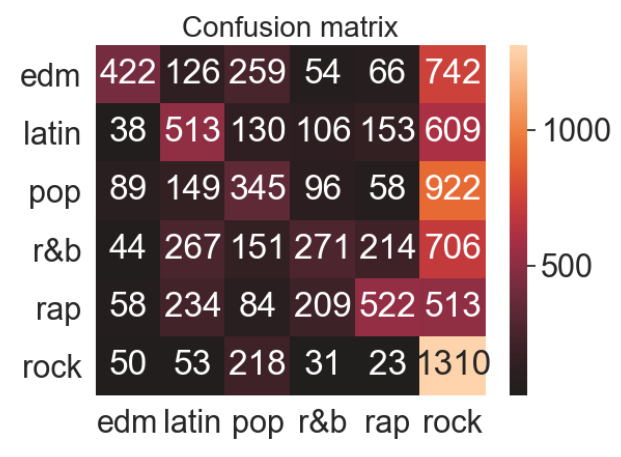 Confusion matrix
edm 422 126 259 54 66 742
latin 38 513 130 106 153 609
pop 89 149 345 96 58 922
r&b 44 267 151 271 214 706
rap 58 234 84 209 522 513
rock 50 53 218 31 23 1310
edm latin pop r&b rap rock
1000
500